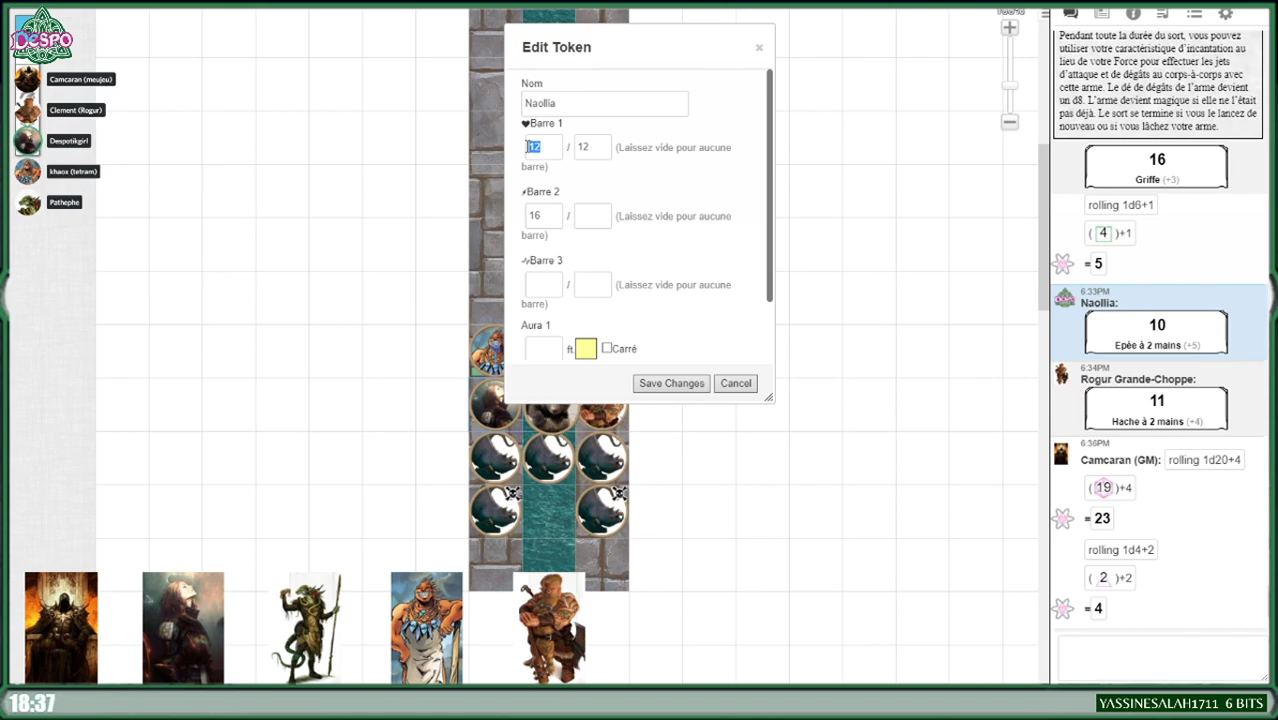 DESPO
Camcaran (meujeu)
Clement (Rogur)
Despotikgirl
khaox (tetram)
Pathephe
Edit Token
×
Nom
Naollia
Barre 1
12 / 12 (Laissez vide pour aucune
barre)
Barre 2
16 / (Laissez vide pour aucune
barre)
Barre 3
/ (Laissez vide pour aucune
barre)
Aura 1
ft. Carré
Save Changes Cancel
Pendant toute la durée du sort, vous pouvez
utiliser votre caractéristique d'incantation au
lieu de votre Force pour effectuer les jets
d'attaque et de dégâts au corps-à-corps avec
cette arme. Le dé de dégâts de l'arme devient
un d8. L'arme devient magique si elle ne l'était
pas déjà. Le sort se termine si vous le lancez de
nouveau ou si vous lâchez votre arme.
16
Griffe (+3)
rolling 1d6+1
(4)+1
= 5
6:33PM
Naollia:
10
Epée à 2 mains (+5)
6:34PM
Rogur Grande-Choppe:
11
Hache à 2 mains (+4)
6:36PM
Camcaran (GM): rolling 1d20+4
(19)+4
= 23
rolling 1d4+2
(2)+2
= 4
18:37
YASSINESALAH1711 6 BITS